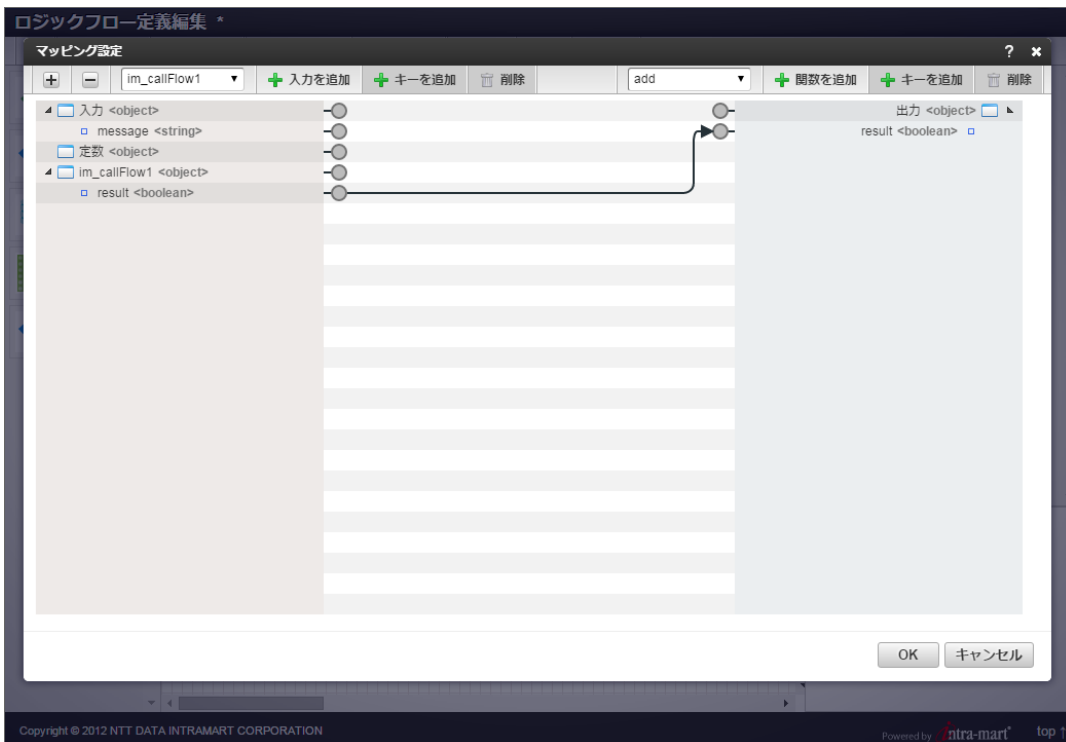 ロジックフロー定義編集 *
マッピング設定 ?
im_callFlow1 入力を追加 キーを追加 削除 add 関数を追加 キーを追加 削除
入力 <object> 出力 <object>
message <string> result <boolean>
定数 <object>
im_callFlow1 <object>
result <boolean>
OK キャンセル
Copyright © 2012 NTT DATA INTRAMART CORPORATION Powered by intra-mart top ↑